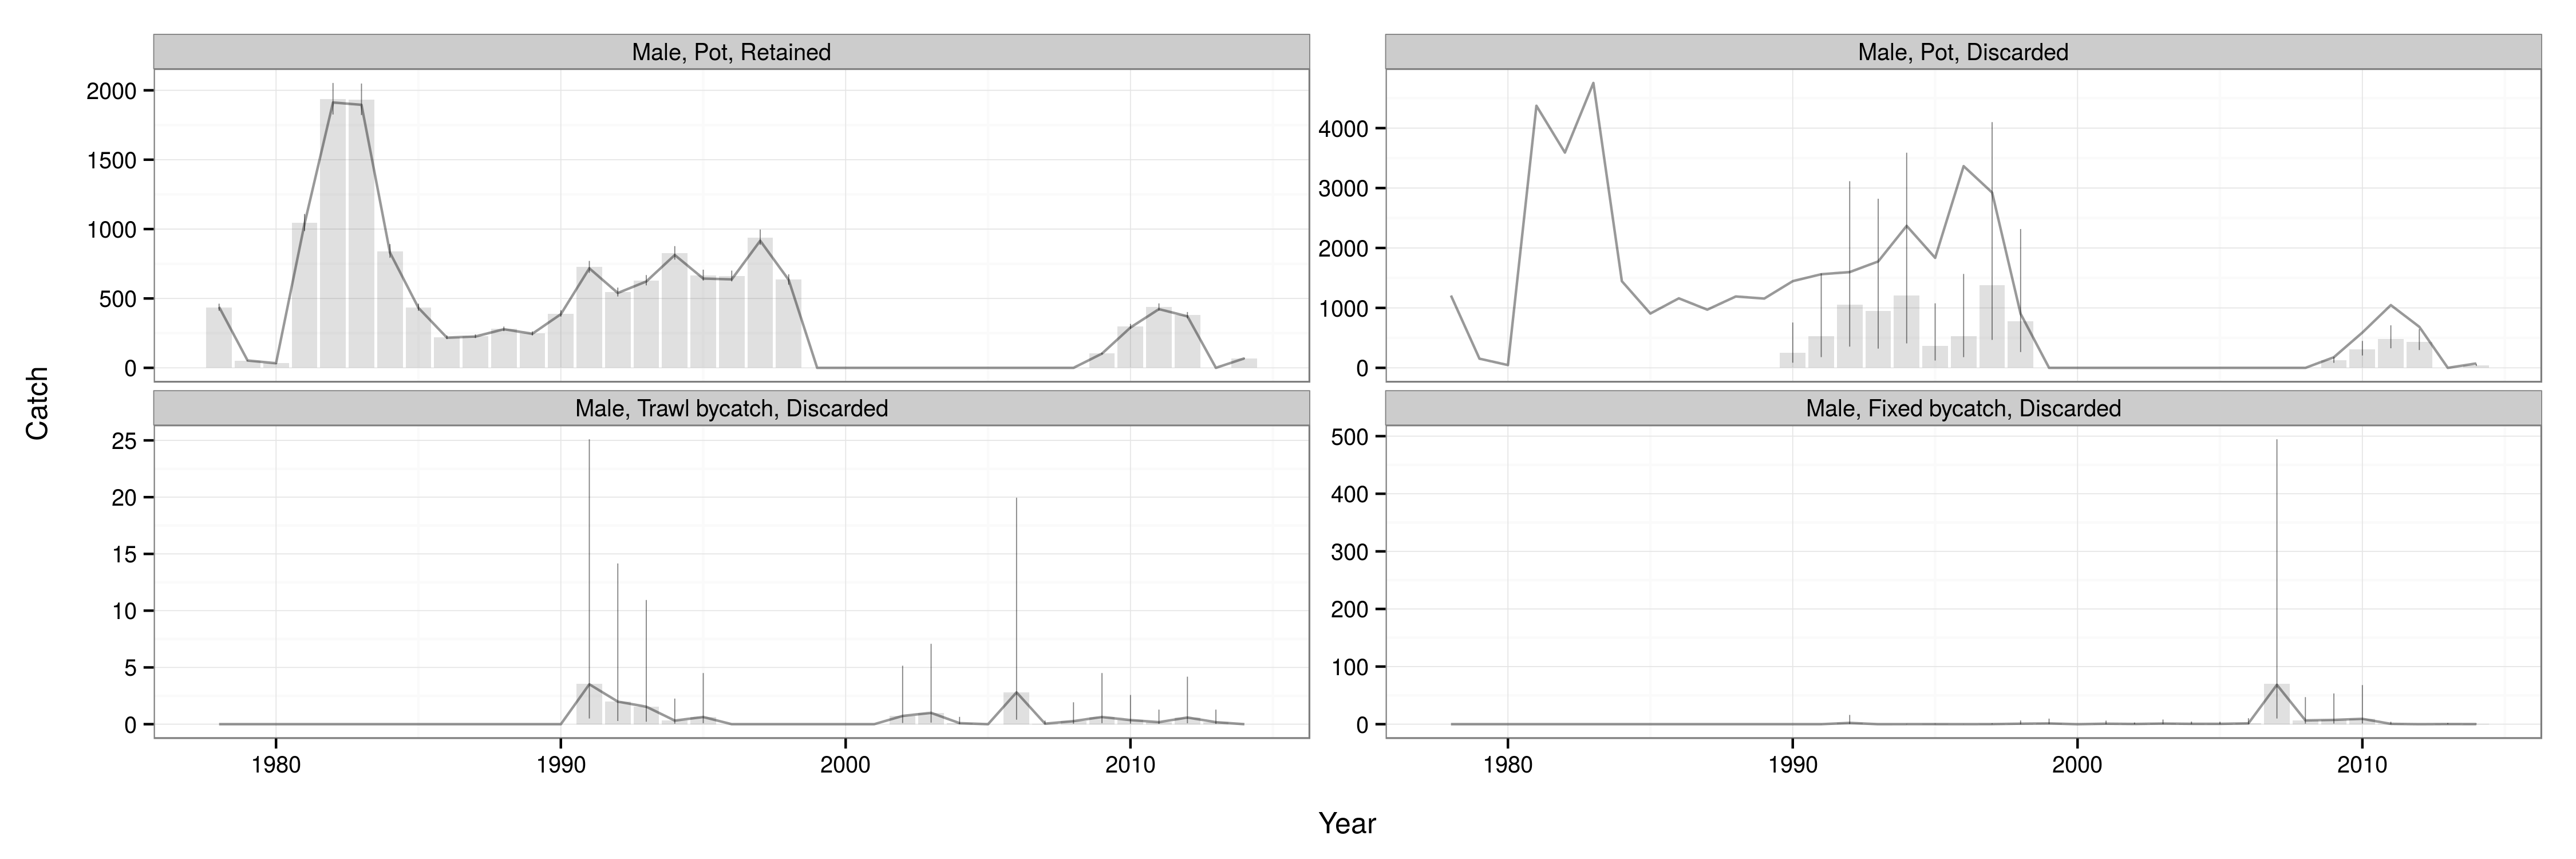 Male, Pot, Retained
Male, Pot, Discarded
2000
1500
1000
500
0
4000
3000
2000
1000
0
Catch
Male, Trawl bycatch, Discarded
Male, Fixed bycatch, Discarded
25
20
15
10
5
0
500
400
300
200
100
0
1980 1990 2000 2010
1980 1990 2000 2010
Year